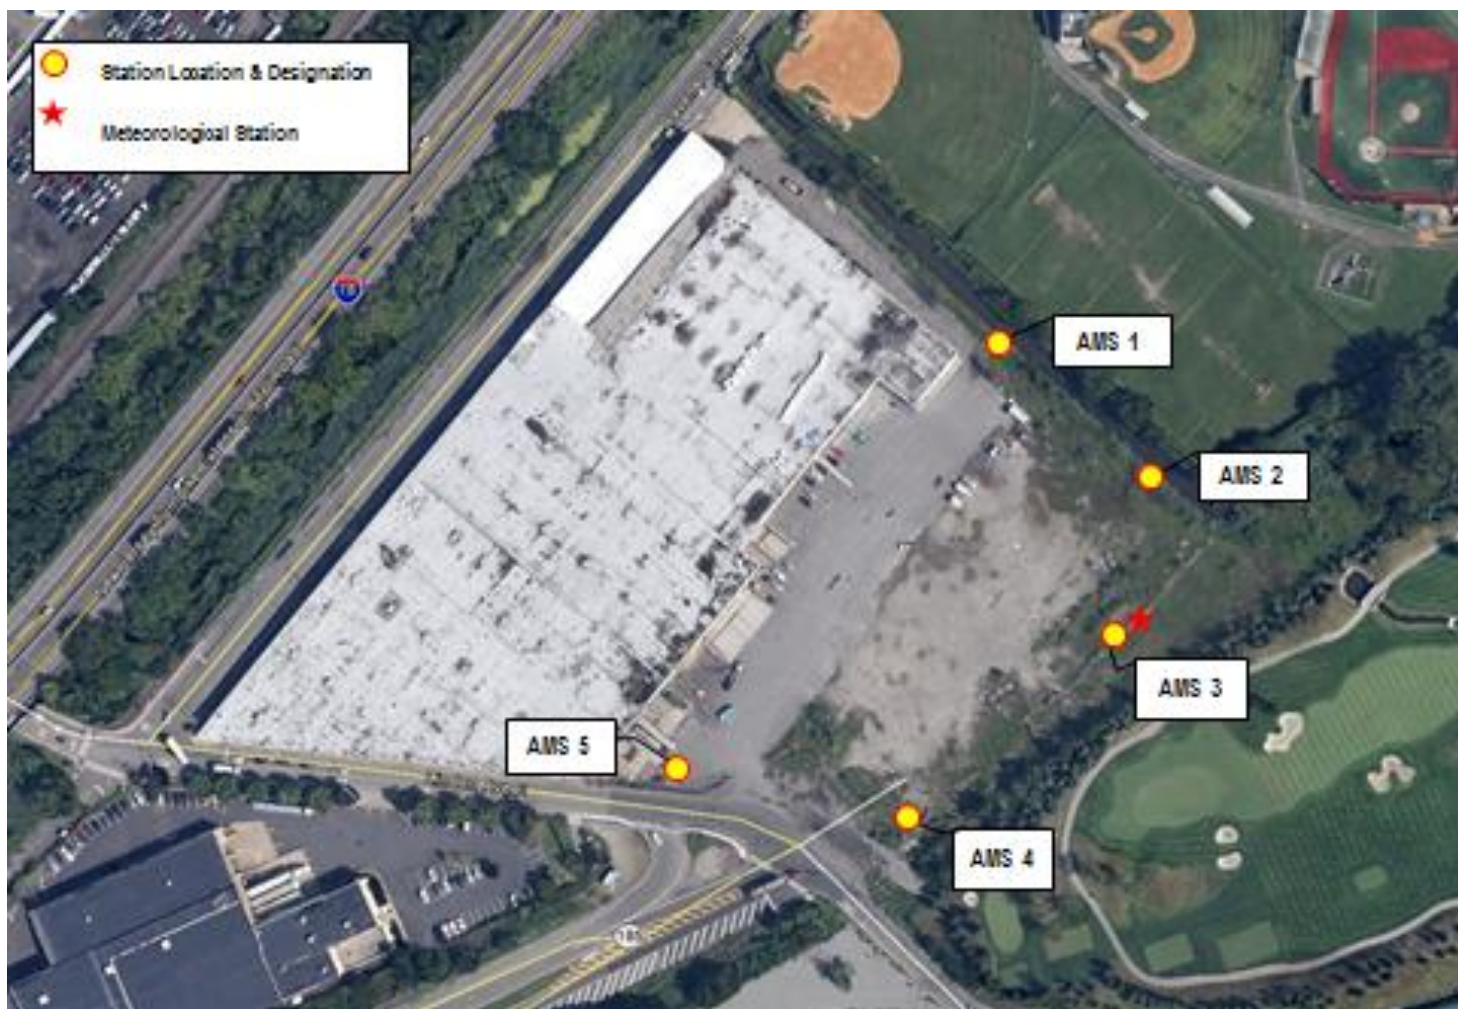 Station Location & Designation
Meteorological Station
AMS 1
AMS 2
AMS 3
AMS 5
AMS 4